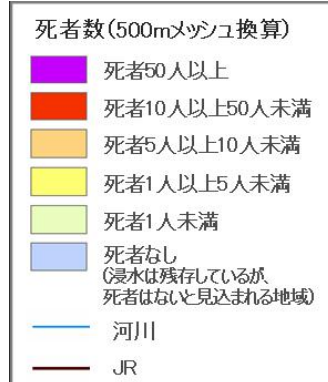 死者数(500mメッシュ換算)
死者50人以上
死者10人以上50人未満
死者5人以上10人未満
死者1人以上5人未満
死者1人未満
死者なし
(浸水は残存しているが、
死者はないと見込まれる地域)
河川
JR